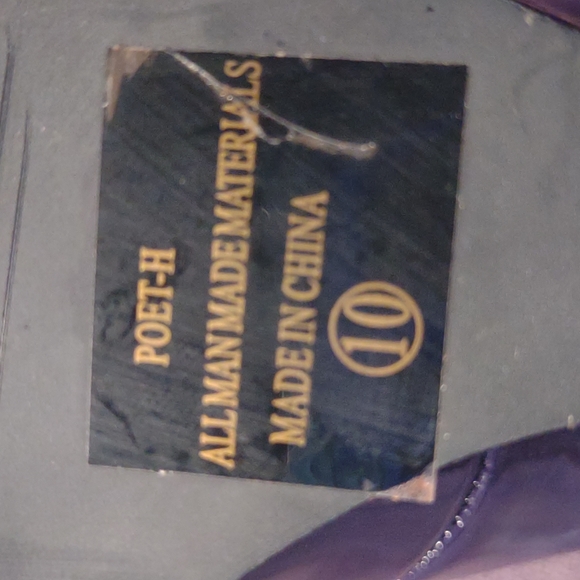 POET-H
ALL MAN MADE MATERIALS
MADE IN CHINA
10